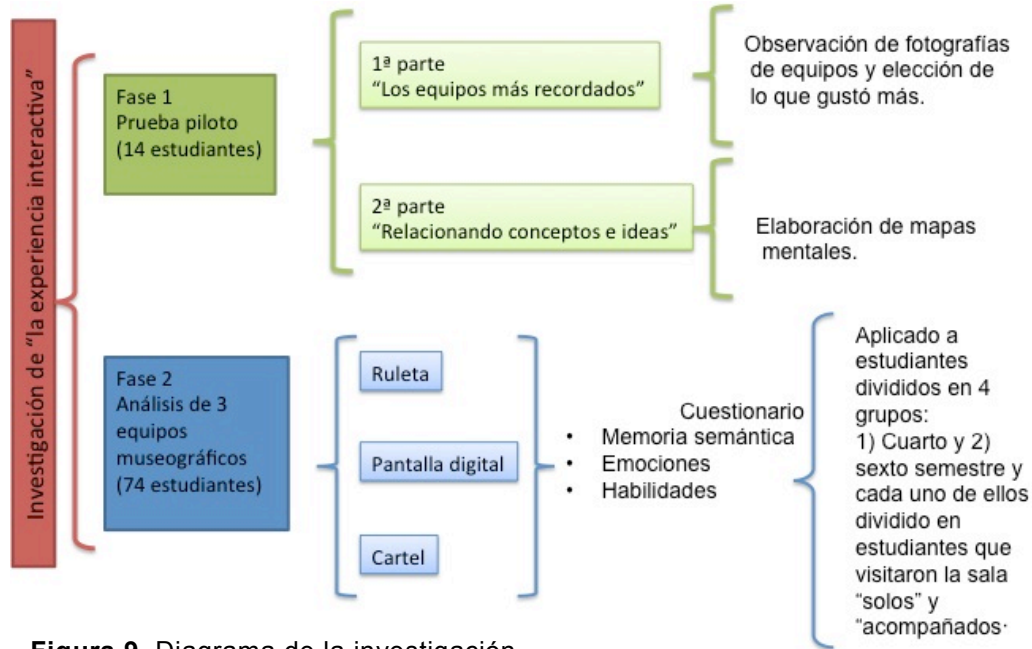 Investigación de “la experiencia interactiva”
Fase 1
Prueba piloto
(14 estudiantes)
1ª parte
“Los equipos más recordados”
Observación de fotografías
de equipos y elección de
lo que gustó más.
2ª parte
“Relacionando conceptos e ideas”
Elaboración de mapas
mentales.
Fase 2
Análisis de 3
equipos
museográficos
(74 estudiantes)
Ruleta
Pantalla digital
Cartel
Cuestionario
• Memoria semántica
• Emociones
• Habilidades
Aplicado a
estudiantes
divididos en 4
grupos:
1) Cuarto y 2)
sexto semestre y
cada uno de ellos
dividido en
estudiantes que
visitaron la sala
“solos” y
“acompañados·
Figura 9. Diagrama de la investigación